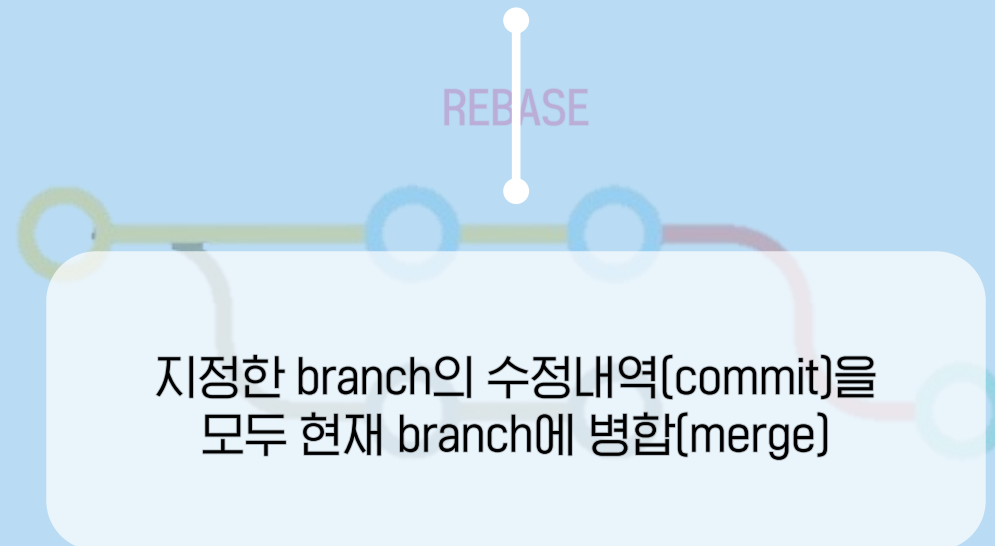 REBASE
지정한 branch의 수정내역(commit)을
모두 현재 branch에 병합(merge)